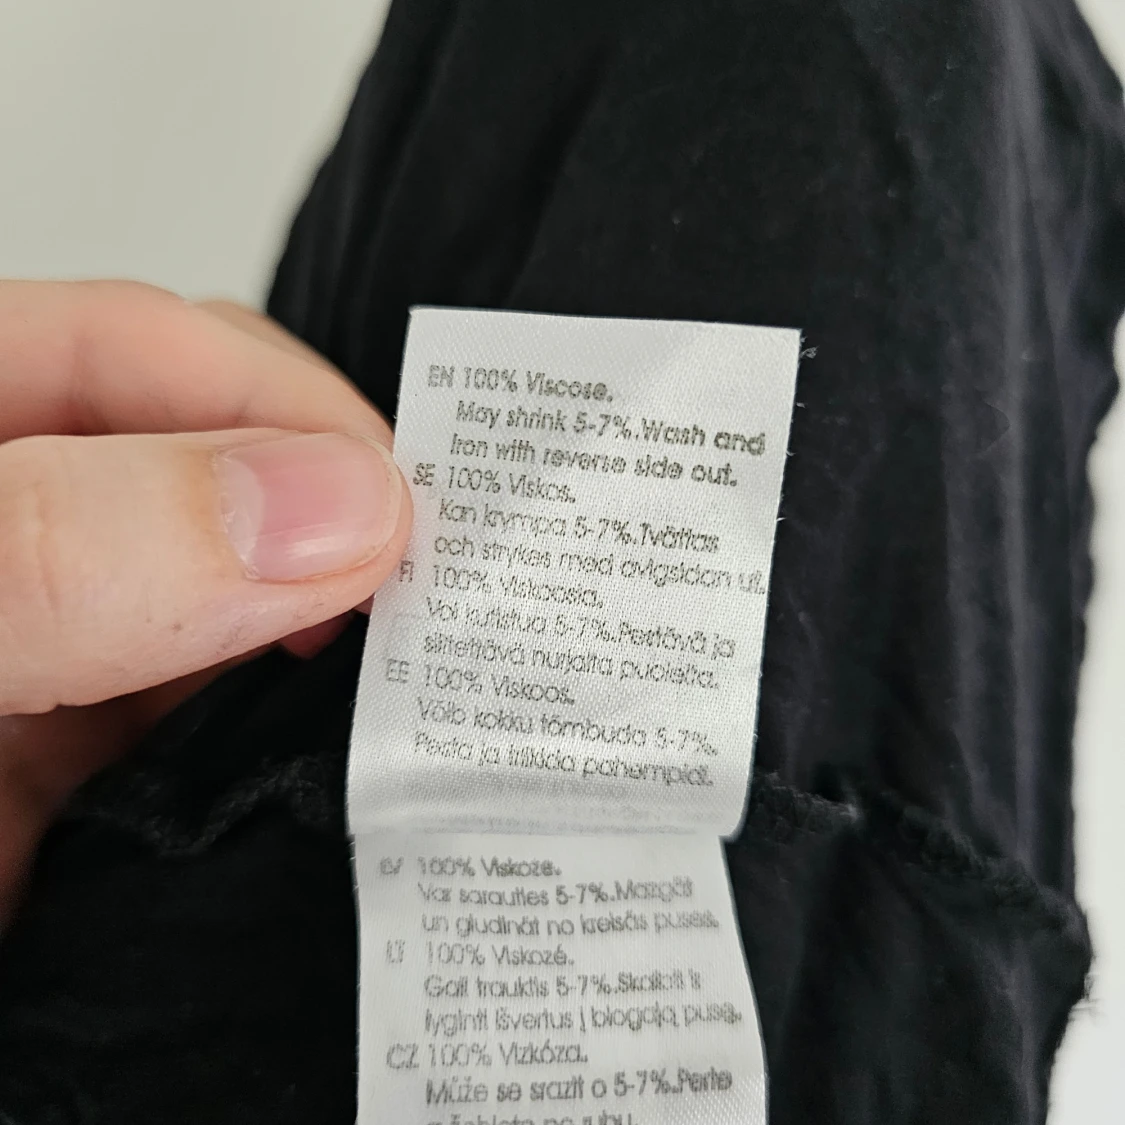 EN 100% Viscose.
May shrink 5-7%.Wash and
iron with reverse side out.
SE 100% Viskos.
Kan krympa 5-7%.Tvättas
och strykes med avigsidan ut.
FI 100% Viskoosia.
Voi kutistua 5-7%.Pestävä ja
silitettävä nurjalta puolelta.
EE 100% Viskoos.
Võib kokku tõmbuda 5-7%.
Pesta ja triikida pahempidi.
LV 100% Viskoze.
Var sarauties 5-7%.Mazgāt
un gludināt no kreisās puses.
LT 100% Viskozė.
Gali trauktis 5-7%.Skalbti ir
lyginti išvertus į blogąją pusę.
CZ 100% Vizkóza.
Může se srazit o 5-7%.Perte
a žehlete po rubu.